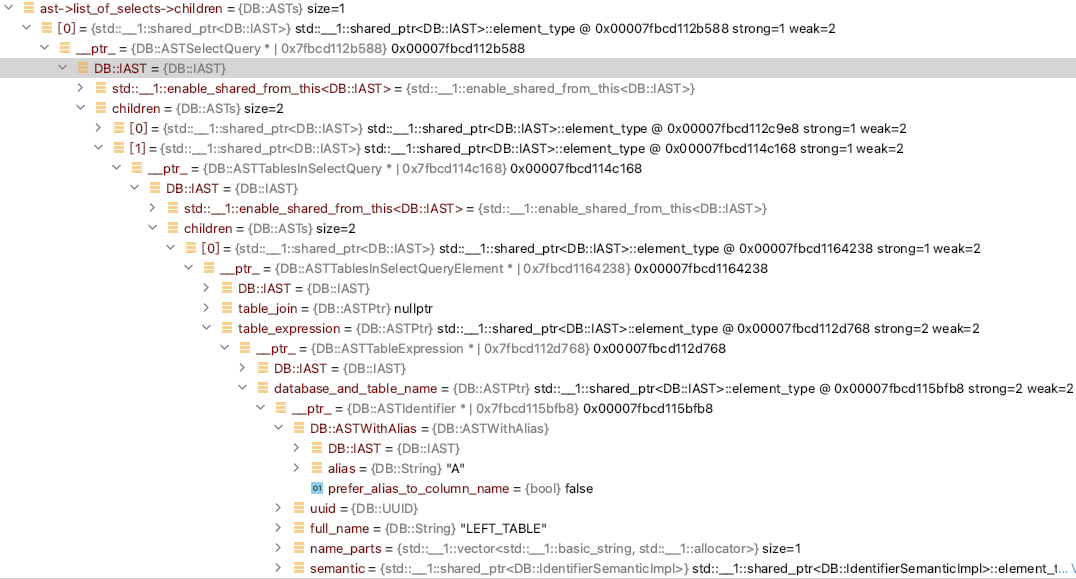 ast->list_of_selects->children = {DB::ASTs} size=1
[0] = {std::__1::shared_ptr<DB::IAST>} std::__1::shared_ptr<DB::IAST>::element_type @ 0x00007fbcd112b588 strong=1 weak=2
__ptr_ = {DB::ASTSelectQuery * | 0x7fbcd112b588} 0x00007fbcd112b588
DB::IAST = {DB::IAST}
std::__1::enable_shared_from_this<DB::IAST> = {std::__1::enable_shared_from_this<DB::IAST>}
children = {DB::ASTs} size=2
[0] = {std::__1::shared_ptr<DB::IAST>} std::__1::shared_ptr<DB::IAST>::element_type @ 0x00007fbcd112c9e8 strong=1 weak=2
[1] = {std::__1::shared_ptr<DB::IAST>} std::__1::shared_ptr<DB::IAST>::element_type @ 0x00007fbcd114c168 strong=1 weak=2
__ptr_ = {DB::ASTTablesInSelectQuery * | 0x7fbcd114c168} 0x00007fbcd114c168
DB::IAST = {DB::IAST}
std::__1::enable_shared_from_this<DB::IAST> = {std::__1::enable_shared_from_this<DB::IAST>}
children = {DB::ASTs} size=2
[0] = {std::__1::shared_ptr<DB::IAST>} std::__1::shared_ptr<DB::IAST>::element_type @ 0x00007fbcd1164238 strong=1 weak=2
__ptr_ = {DB::ASTTablesInSelectQueryElement * | 0x7fbcd1164238} 0x00007fbcd1164238
DB::IAST = {DB::IAST}
table_join = {DB::ASTPtr} nullptr
table_expression = {DB::ASTPtr} std::__1::shared_ptr<DB::IAST>::element_type @ 0x00007fbcd112d768 strong=2 weak=2
__ptr_ = {DB::ASTTableExpression * | 0x7fbcd112d768} 0x00007fbcd112d768
DB::IAST = {DB::IAST}
database_and_table_name = {DB::ASTPtr} std::__1::shared_ptr<DB::IAST>::element_type @ 0x00007fbcd115bfb8 strong=2 weak=2
__ptr_ = {DB::ASTIdentifier * | 0x7fbcd115bfb8} 0x00007fbcd115bfb8
DB::ASTWithAlias = {DB::ASTWithAlias}
DB::IAST = {DB::IAST}
alias = {DB::String} "A"
01 prefer_alias_to_column_name = {bool} false
uuid = {DB::UUID}
full_name = {DB::String} "LEFT_TABLE"
name_parts = {std::__1::vector<std::__1::basic_string, std::__1::allocator>} size=1
semantic = {std::__1::shared_ptr<DB::IdentifierSemanticImpl>} std::__1::shared_ptr<DB::IdentifierSemanticImpl>::element_t...